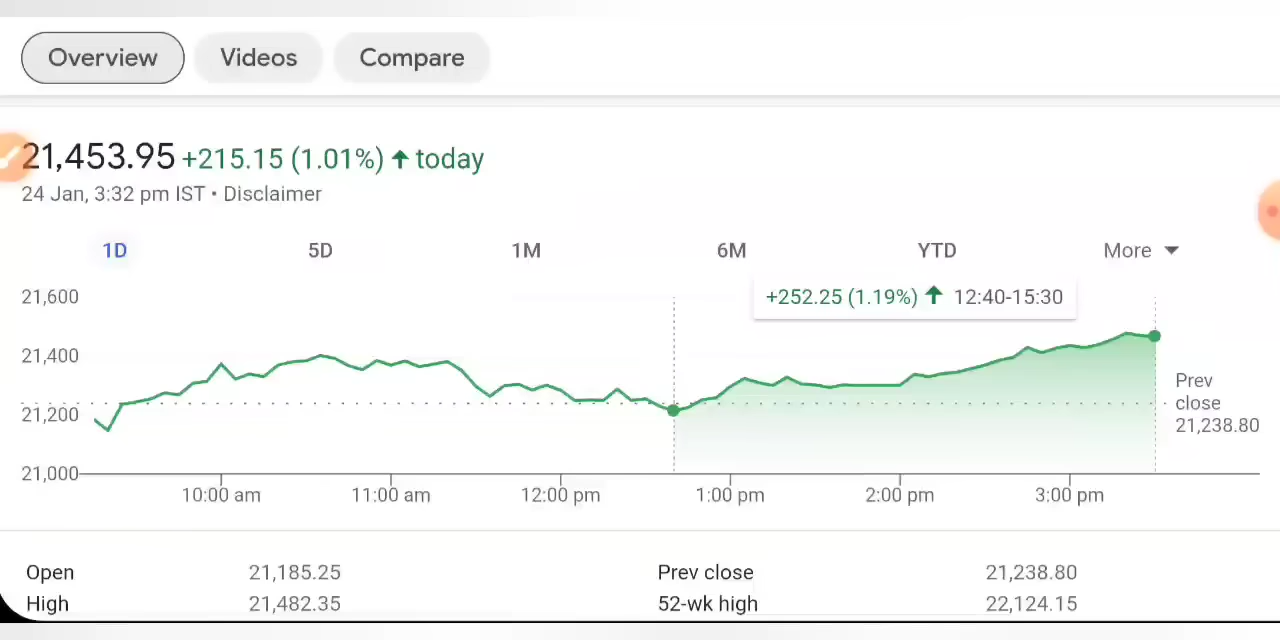 Overview Videos Compare
21,453.95 +215.15 (1.01%) ↑ today
24 Jan, 3:32 pm IST • Disclaimer
1D 5D 1M 6M YTD More
+252.25 (1.19%) ↑ 12:40-15:30
21,600
21,400
21,200
21,000
Prev
close
21,238.80
10:00 am 11:00 am 12:00 pm 1:00 pm 2:00 pm 3:00 pm
Open 21,185.25 Prev close 21,238.80
High 21,482.35 52-wk high 22,124.15